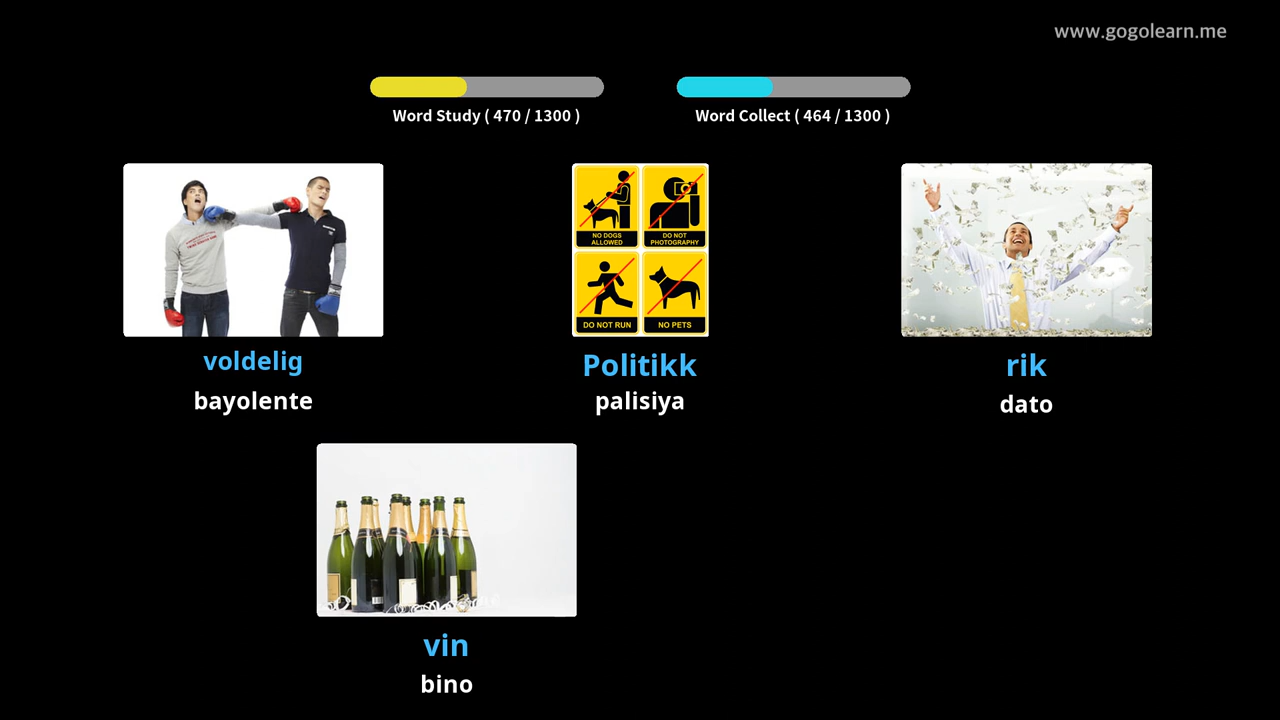 www.gogolearn.me
Word Study ( 470 / 1300 )
Word Collect ( 464 / 1300 )
NO DOGS
ALLOWED
DO NOT
PHOTOGRAPHY
DO NOT RUN
NO PETS
voldelig
bayolente
Politikk
palisiya
rik
dato
vin
bino